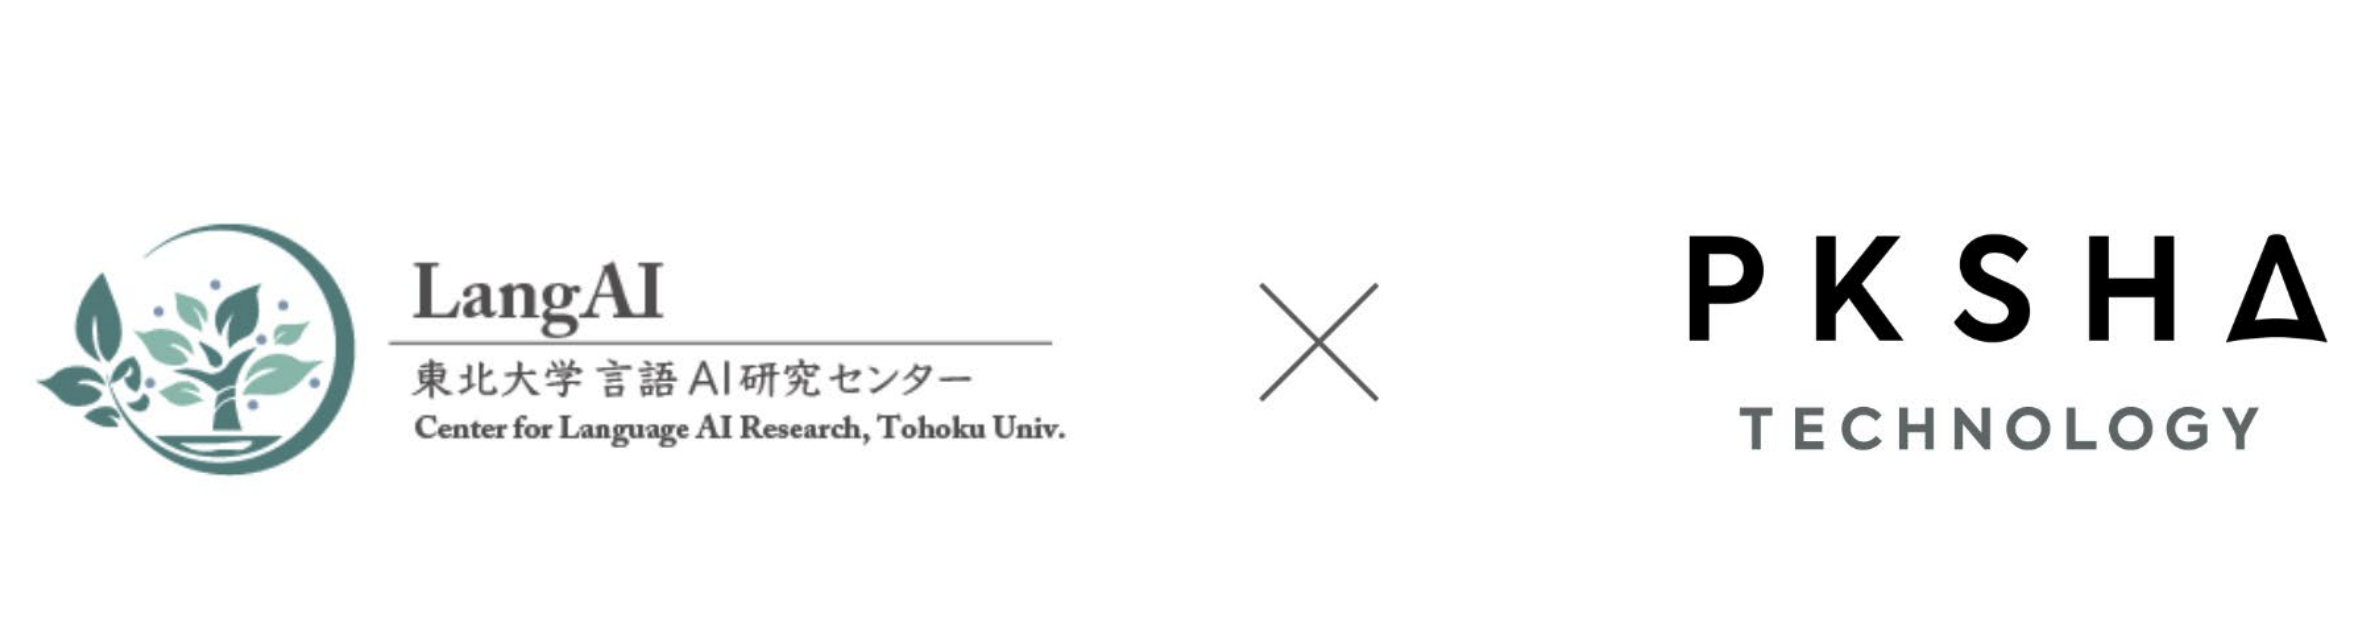 LangAI
東北大学 言語AI研究センター
Center for Language AI Research, Tohoku Univ.
PKSHA
TECHNOLOGY